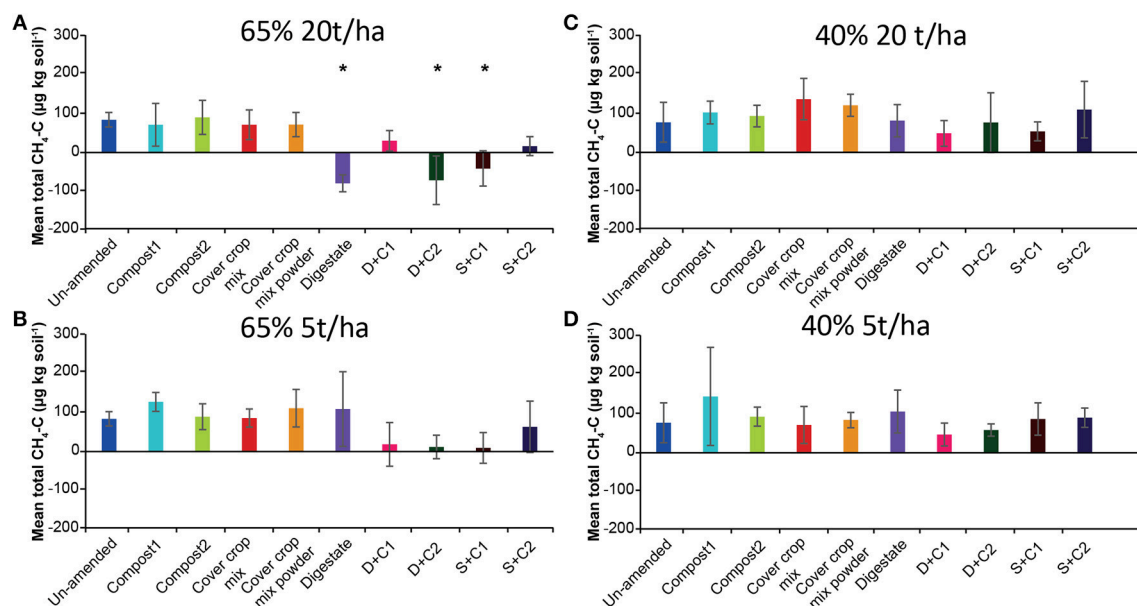 A
65% 20t/ha
Mean total CH₄-C (µg kg soil⁻¹)
300
200
100
0
-100
-200
* * *
Un-amended
Compost1
Compost2
Cover crop
mix
Cover crop
mix powder
Digestate
D+C1
D+C2
S+C1
S+C2
C
40% 20 t/ha
Mean total CH₄-C (µg kg soil⁻¹)
300
200
100
0
-100
-200
Un-amended
Compost1
Compost2
Cover crop
mix
Cover crop
mix powder
Digestate
D+C1
D+C2
S+C1
S+C2
B
65% 5t/ha
Mean total CH₄-C (µg kg soil⁻¹)
300
200
100
0
-100
-200
Un-amended
Compost1
Compost2
Cover crop
mix
Cover crop
mix powder
Digestate
D+C1
D+C2
S+C1
S+C2
D
40% 5t/ha
Mean total CH₄-C (µg kg soil⁻¹)
300
200
100
0
-100
-200
Un-amended
Compost1
Compost2
Cover crop
mix
Cover crop
mix powder
Digestate
D+C1
D+C2
S+C1
S+C2